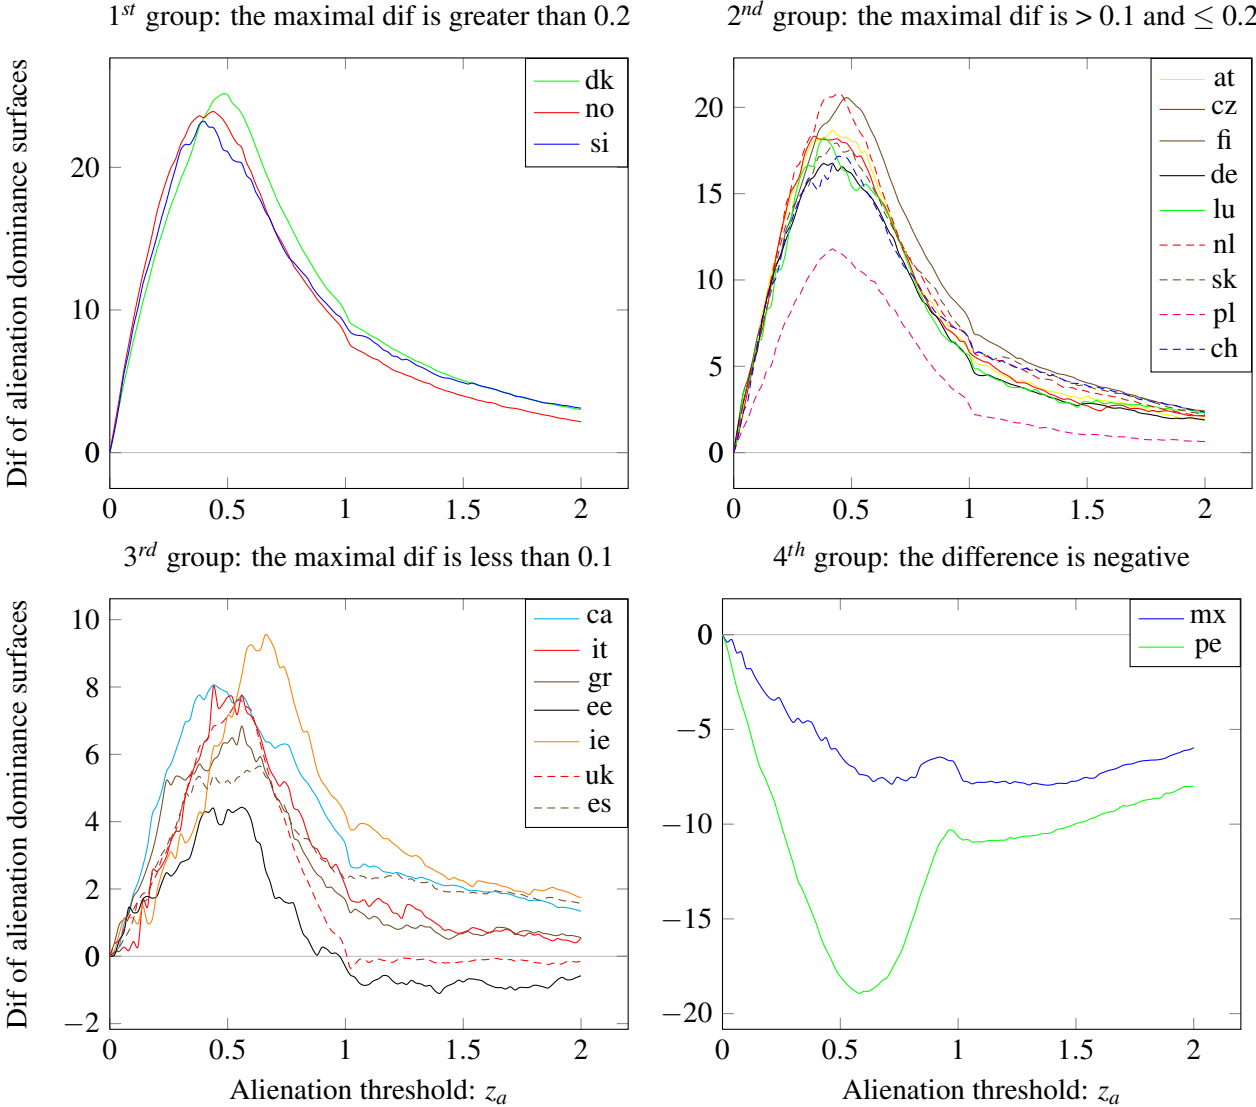 1st group: the maximal dif is greater than 0.2
Dif of alienation dominance surfaces
20
10
0
0
0.5
1
1.5
2
dk
no
si
2nd group: the maximal dif is > 0.1 and ≤ 0.2
20
15
10
5
0
0
0.5
1
1.5
2
at
cz
fi
de
lu
nl
sk
pl
ch
3rd group: the maximal dif is less than 0.1
Dif of alienation dominance surfaces
10
8
6
4
2
0
−2
0
0.5
1
1.5
2
Alienation threshold: za
ca
it
gr
ee
ie
uk
es
4th group: the difference is negative
0
−5
−10
−15
−20
0
0.5
1
1.5
2
Alienation threshold: za
mx
pe